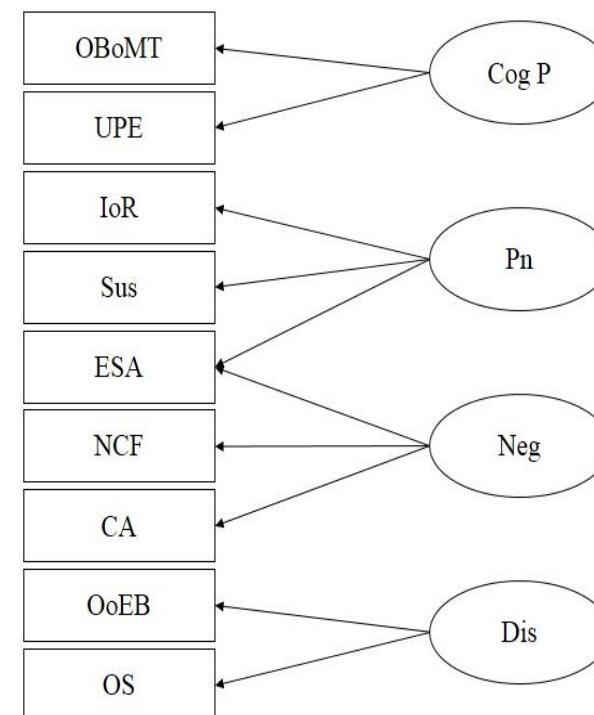 OBoMT
UPE
IoR
Sus
ESA
NCF
CA
OoEB
OS
Cog P
Pn
Neg
Dis